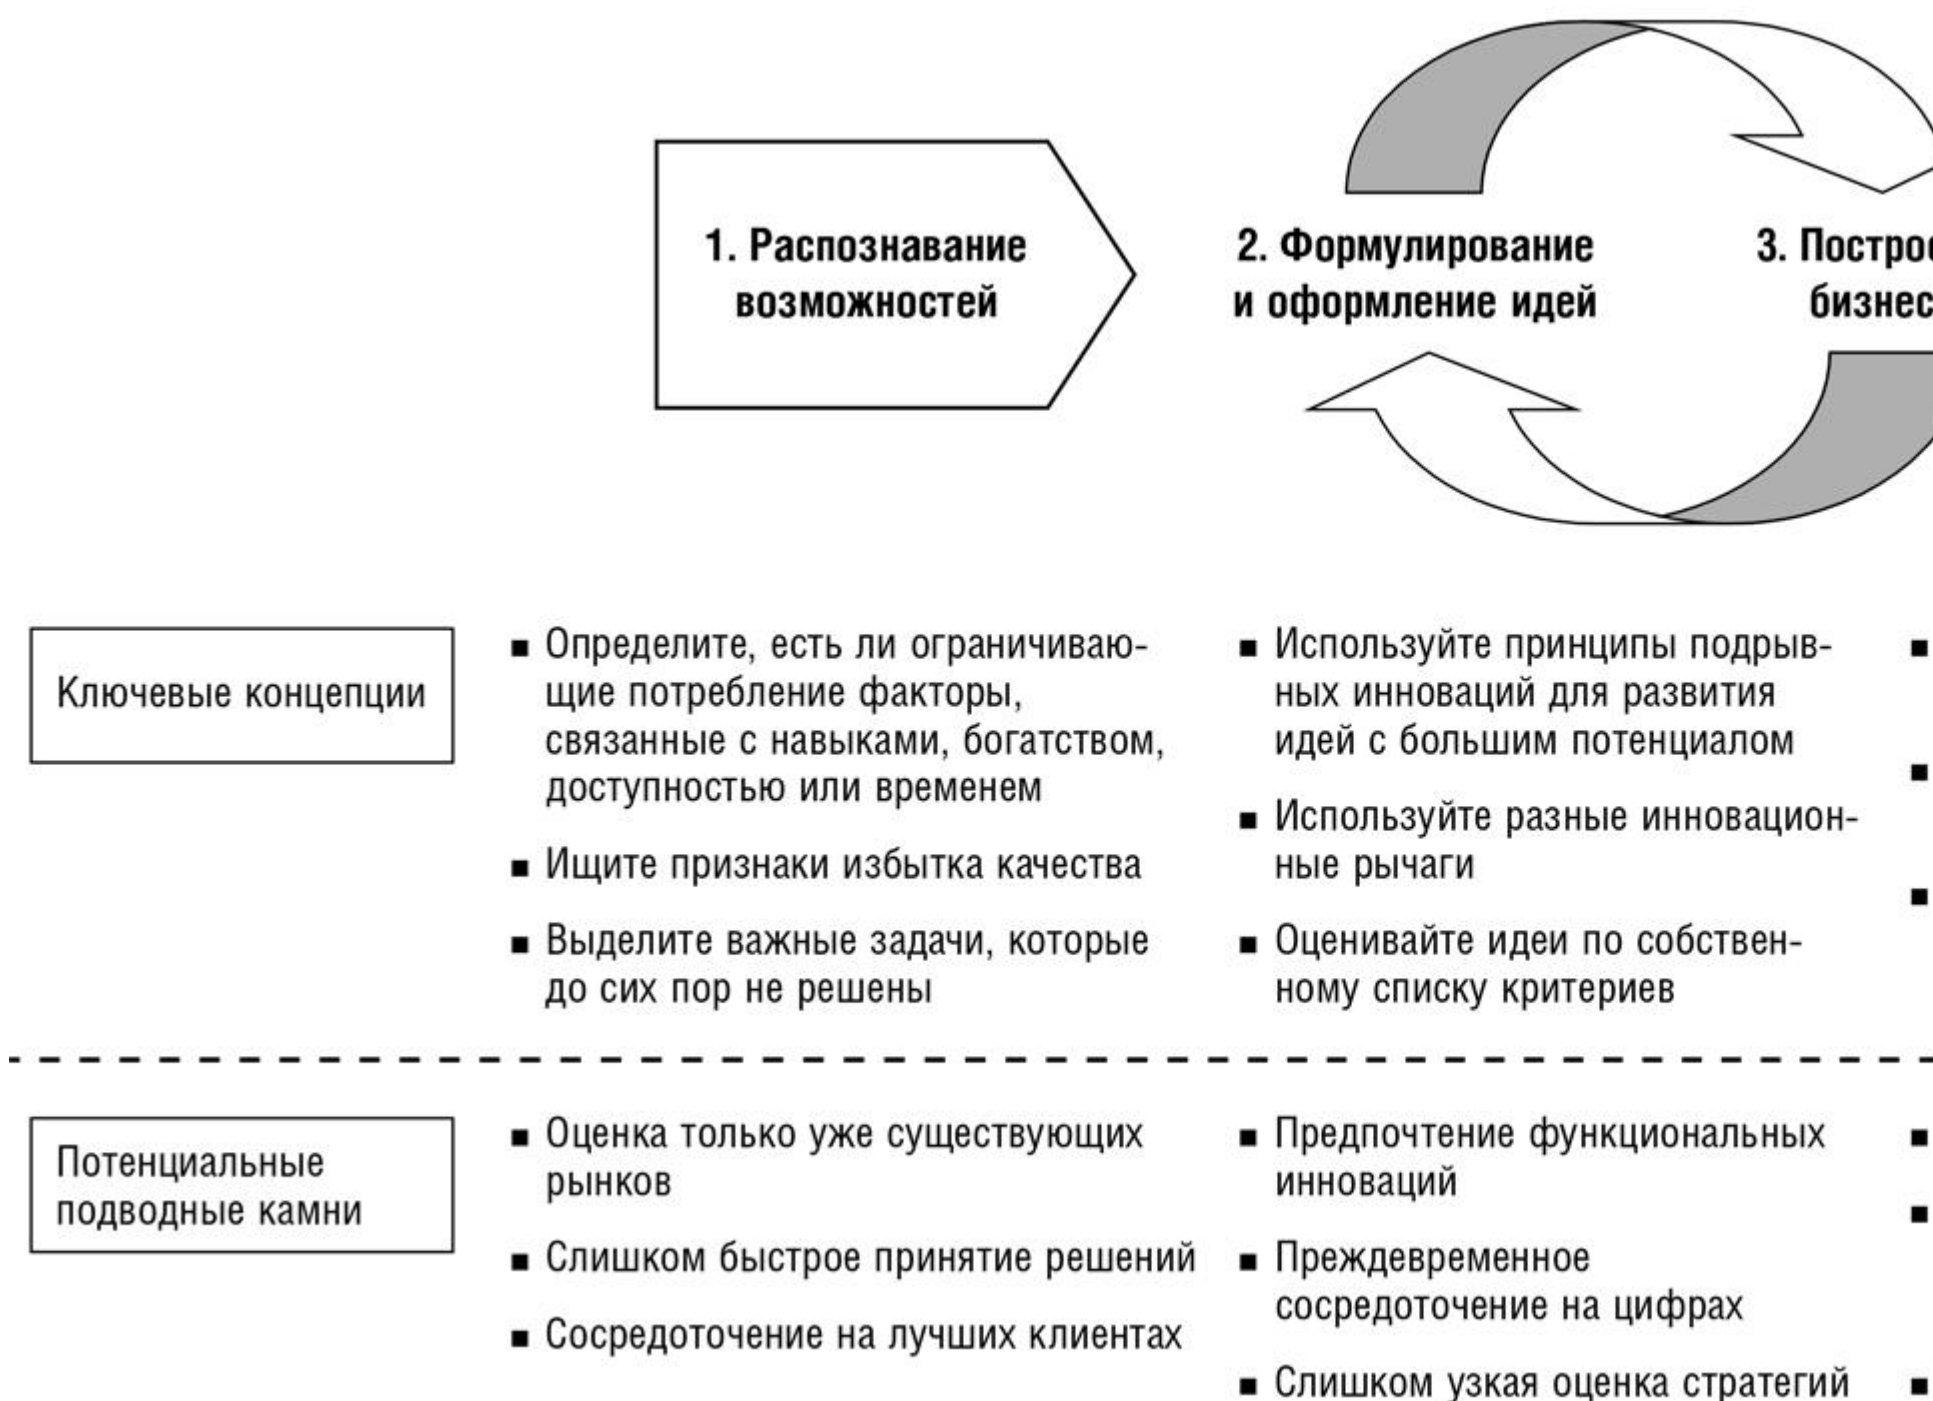 1. Распознавание
возможностей
2. Формулирование
и оформление идей
3.
Ключевые концепции
■ Определите, есть ли ограничиваю-
щие потребление факторы,
связанные с навыками, богатством,
доступностью или временем
■ Ищите признаки избытка качества
■ Выделите важные задачи, которые
до сих пор не решены
■ Используйте принципы подрыв-
ных инноваций для развития
идей с большим потенциалом
■ Используйте разные инновацион-
ные рычаги
■ Оценивайте идеи по собствен-
ному списку критериев
Потенциальные
подводные камни
■ Оценка только уже существующих
рынков
■ Слишком быстрое принятие решений
■ Сосредоточение на лучших клиентах
■ Предпочтение функциональных
инноваций
■ Преждевременное
сосредоточение на цифрах
■ Слишком узкая оценка стратегий